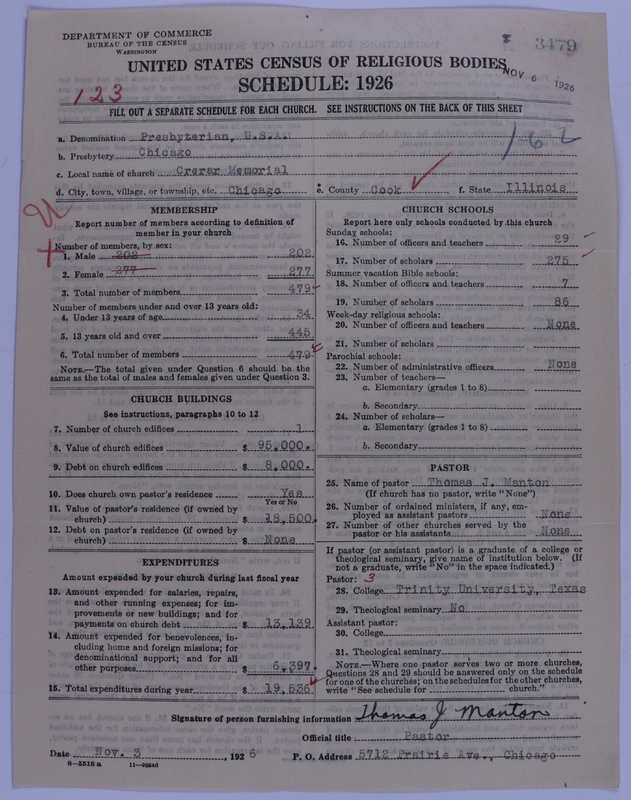 DEPARTMENT OF COMMERCE
BUREAU OF THE CENSUS
WASHINGTON
3479
UNITED STATES CENSUS OF RELIGIOUS BODIES
NOV 6 1926
SCHEDULE: 1926
123
FILL OUT A SEPARATE SCHEDULE FOR EACH CHURCH. SEE INSTRUCTIONS ON THE BACK OF THIS SHEET
162
a. Denomination Presbyterian, U.S.A.
b. Presbytery Chicago
c. Local name of church Crerar Memorial
d. City, town, village, or township, etc. Chicago e. County Cook f. State Illinois
MEMBERSHIP
Report number of members according to definition of
member in your church
Number of members, by sex:
1. Male 202 202
2. Female 277 277
3. Total number of members 479
Number of members under and over 13 years old:
4. Under 13 years of age 34
5. 13 years old and over 445
6. Total number of members 479
NOTE.—The total given under Question 6 should be the
same as the total of males and females given under Question 3.
CHURCH BUILDINGS
See instructions, paragraphs 10 to 12
7. Number of church edifices 1
8. Value of church edifices $ 95,000.
9. Debt on church edifices $ 8,000.
10. Does church own pastor's residence Yes
Yes or No
11. Value of pastor's residence (if owned by
church) $ 18,500.
12. Debt on pastor's residence (if owned by
church) $ None
EXPENDITURES
Amount expended by your church during last fiscal year
13. Amount expended for salaries, repairs,
and other running expenses; for im-
provements or new buildings; and for
payments on church debt $ 13,139
14. Amount expended for benevolences, in-
cluding home and foreign missions; for
denominational support; and for all
other purposes $ 6,397.
15. Total expenditures during year $ 19,536
CHURCH SCHOOLS
Report here only schools conducted by this church
Sunday schools:
16. Number of officers and teachers 29
17. Number of scholars 275
Summer vacation Bible schools:
18. Number of officers and teachers 7
19. Number of scholars 86
Week-day religious schools:
20. Number of officers and teachers None
21. Number of scholars
Parochial schools:
22. Number of administrative officers None
23. Number of teachers—
a. Elementary (grades 1 to 8)
b. Secondary
24. Number of scholars—
a. Elementary (grades 1 to 8)
b. Secondary
PASTOR
25. Name of pastor Thomas J. Manton
(If church has no pastor, write "None")
26. Number of ordained ministers, if any, em-
ployed as assistant pastors None
27. Number of other churches served by the
pastor or his assistants None
If pastor (or assistant pastor) is a graduate of a college or
theological seminary, give name of institution below. (If
not a graduate, write "No" in the space indicated.)
Pastor: 3
28. College Trinity University, Texas
29. Theological seminary No
Assistant pastor:
30. College
31. Theological seminary
NOTE.—Where one pastor serves two or more churches,
Questions 28 and 29 should be answered only on the schedule
for one of the churches; on the schedules for the other churches,
write "See schedule for church."
Signature of person furnishing information Thomas J Manton
Official title Pastor
Date Nov. 3, 1926 P. O. Address 5712 Prairie Ave., Chicago
8—5518 a